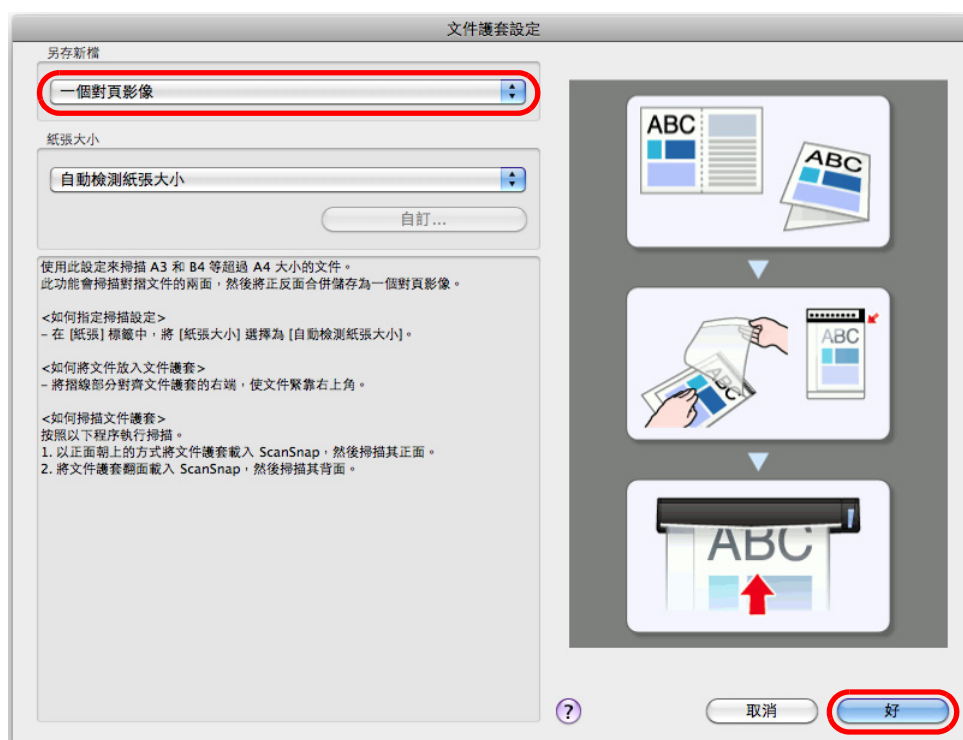 文件護套設定
另存新檔
一個對頁影像
紙張大小
自動檢測紙張大小
自訂...
使用此設定來掃描 A3 和 B4 等超過 A4 大小的文件。
此功能會掃描對摺文件的兩面，然後將正反面合併儲存為一個對頁影像。
<如何指定掃描設定>
– 在 [紙張] 標籤中，將 [紙張大小] 選擇為 [自動檢測紙張大小]。
<如何將文件放入文件護套>
– 將摺線部分對齊文件護套的右端，使文件緊靠右上角。
<如何掃描文件護套>
按照以下程序執行掃描。
1. 以正面朝上的方式將文件護套載入 ScanSnap，然後掃描其正面。
2. 將文件護套翻面載入 ScanSnap，然後掃描其背面。
ABC
ABC
ABC
ABC
?
取消
好